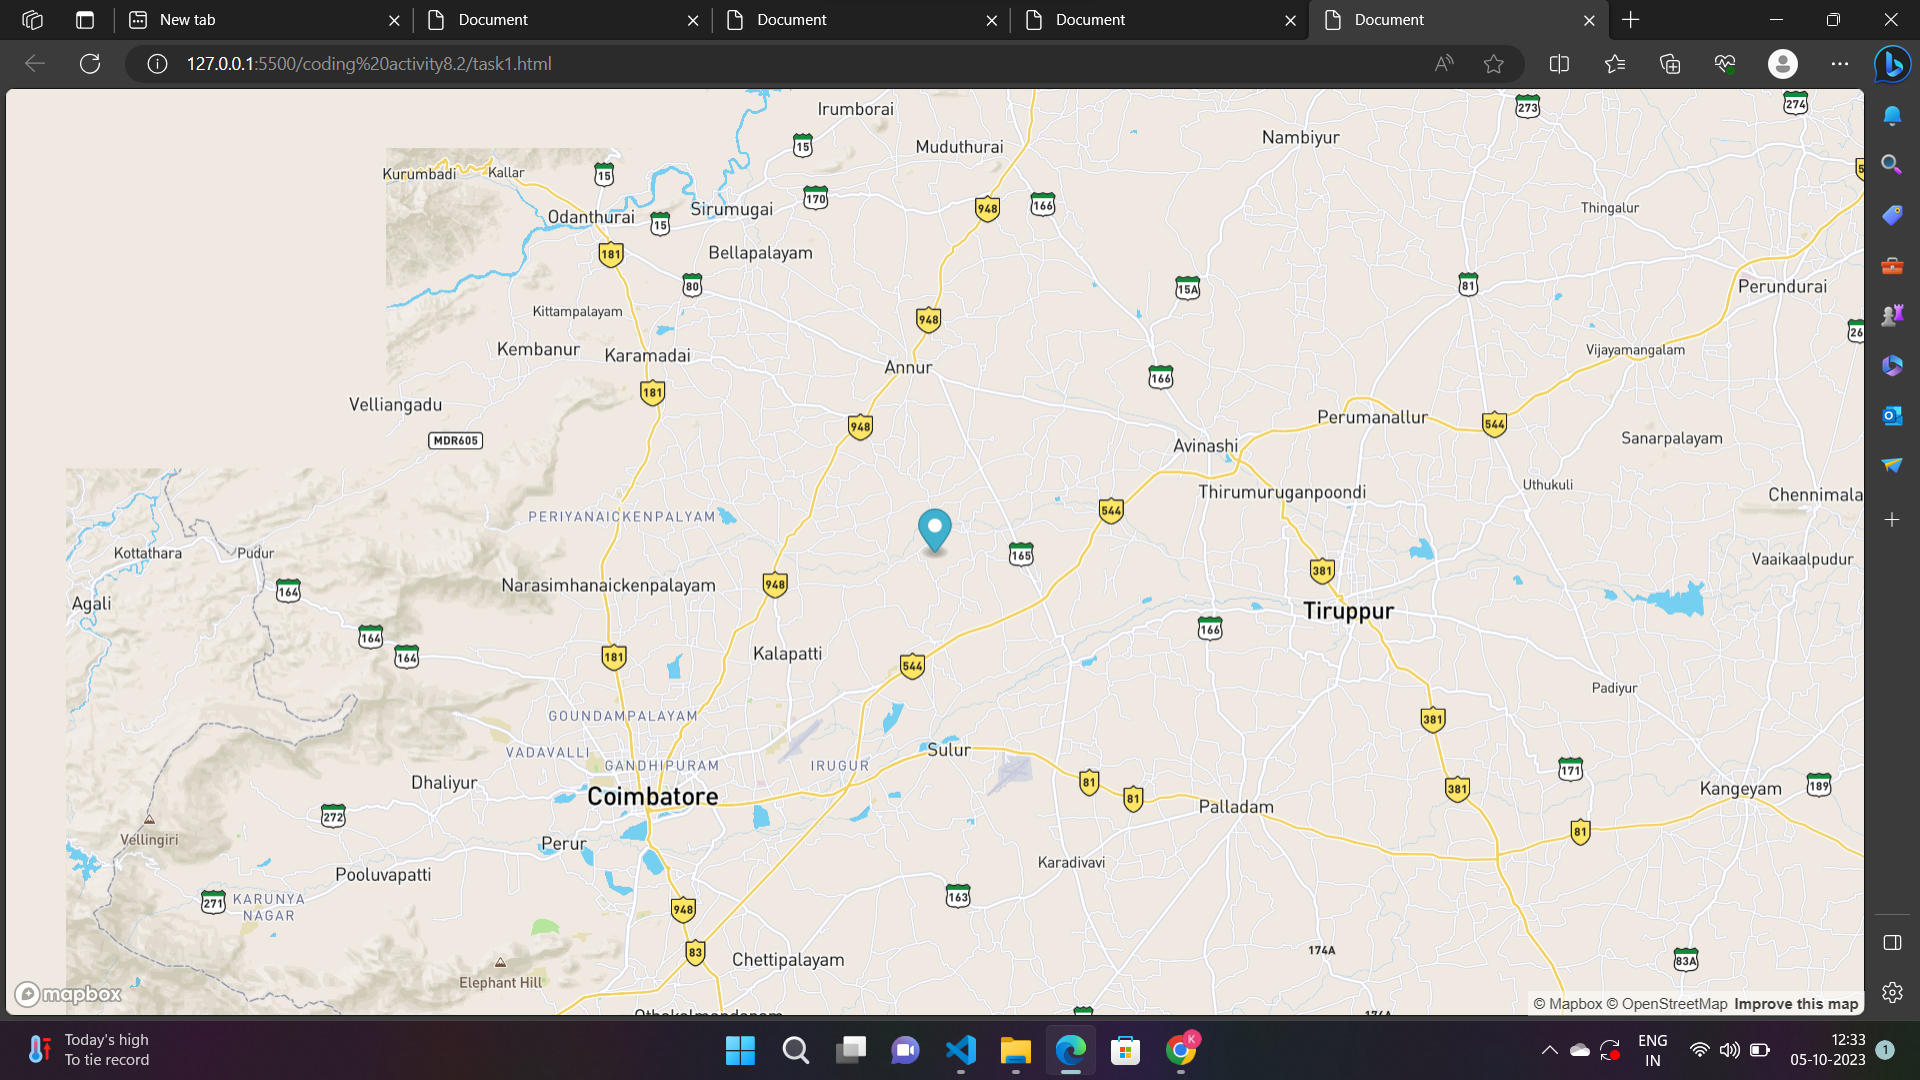 New tab
Document
Document
Document
Document
127.0.0.1:5500/coding%20activity8.2/task1.html
Irumborai
273
274
Nambiyur
15
Muduthurai
Kurumbadi
Kallar
15
170
948
166
Thingalur
Odanthurai
15
Sirumugai
181
Bellapalayam
80
15A
81
Perundurai
Kittampalayam
948
26
Kembanur
Karamadai
Annur
166
Vijayamangalam
181
Velliangadu
948
Perumanallur
544
MDR605
Avinashi
Sanarpalayam
Thirumuruganpoondi
Uthukuli
Chennimala
PERIYANAICKENPALYAM
544
Kottathara
Pudur
165
Vaaikaalpudur
164
Narasimhanaickenpalayam
948
381
Agali
Tiruppur
164
166
164
181
Kalapatti
544
Padiyur
GOUNDAMPALAYAM
381
VADAVALLI
GANDHIPURAM
IRUGUR
Sulur
171
Dhaliyur
81
81
381
Kangeyam
189
Coimbatore
Palladam
272
81
Vellingiri
Perur
Karadivavi
Pooluvapatti
271
KARUNYA
NAGAR
163
948
83
Chettipalayam
174A
83A
Elephant Hill
mapbox
© Mapbox © OpenStreetMap Improve this map
Today's high
To tie record
K
ENG
IN
12:33
05-10-2023
1